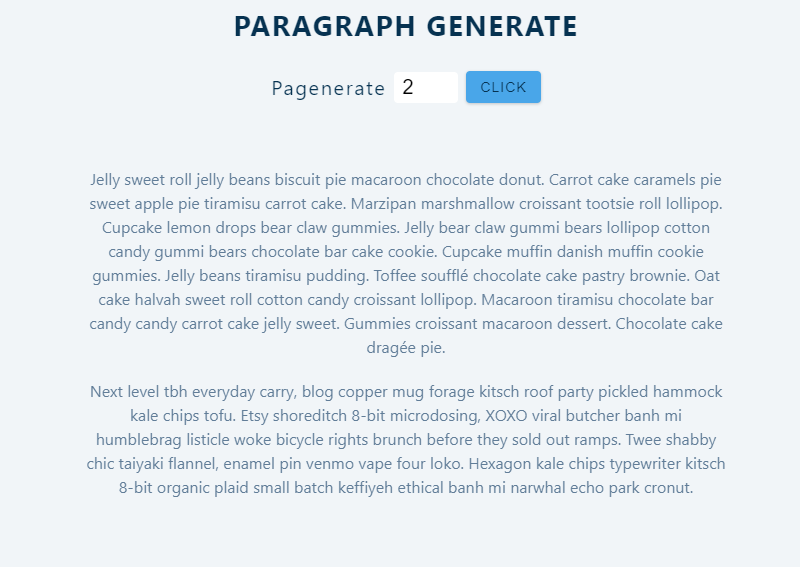 PARAGRAPH GENERATE
Pagenerate 2 CLICK
Jelly sweet roll jelly beans biscuit pie macaroon chocolate donut. Carrot cake caramels pie
sweet apple pie tiramisu carrot cake. Marzipan marshmallow croissant tootsie roll lollipop.
Cupcake lemon drops bear claw gummies. Jelly bear claw gummi bears lollipop cotton
candy gummi bears chocolate bar cake cookie. Cupcake muffin danish muffin cookie
gummies. Jelly beans tiramisu pudding. Toffee soufflé chocolate cake pastry brownie. Oat
cake halvah sweet roll cotton candy croissant lollipop. Macaroon tiramisu chocolate bar
candy candy carrot cake jelly sweet. Gummies croissant macaroon dessert. Chocolate cake
dragée pie.
Next level tbh everyday carry, blog copper mug forage kitsch roof party pickled hammock
kale chips tofu. Etsy shoreditch 8-bit microdosing, XOXO viral butcher banh mi
humblebrag listicle woke bicycle rights brunch before they sold out ramps. Twee shabby
chic taiyaki flannel, enamel pin venmo vape four loko. Hexagon kale chips typewriter kitsch
8-bit organic plaid small batch keffiyeh ethical banh mi narwhal echo park cronut.